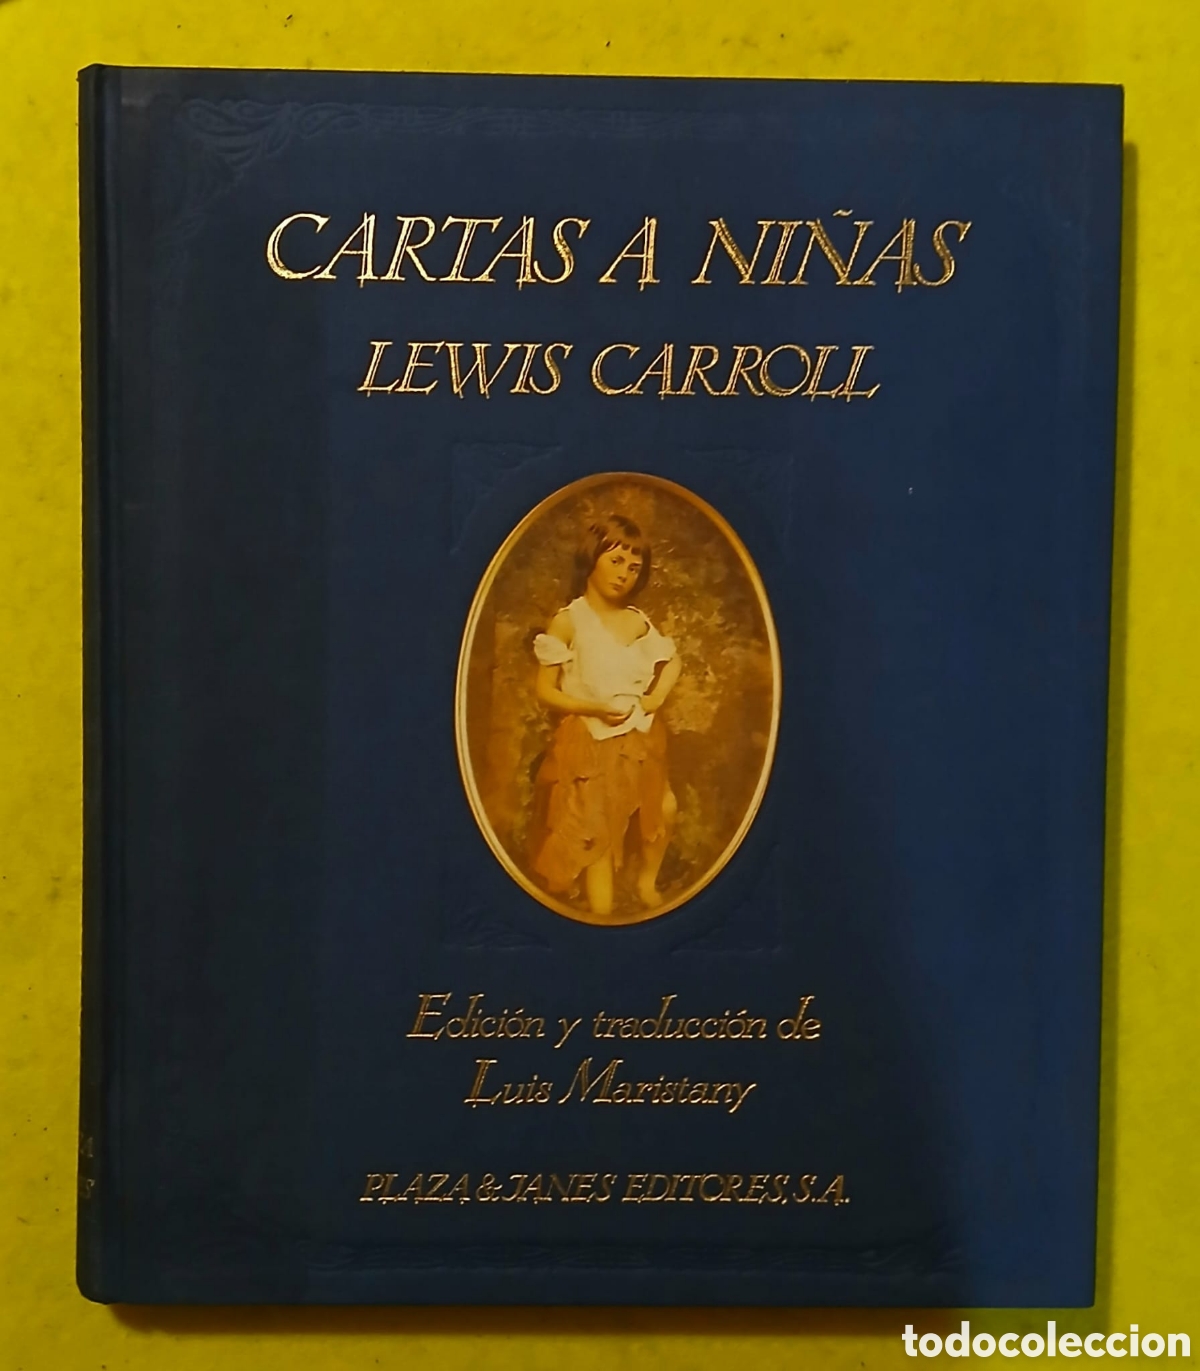 CARTAS A NIÑAS
LEWIS CARROLL
Edición y traducción de
Luis Maristany
PLAZA & JANES EDITORES, S.A.
todocoleccion